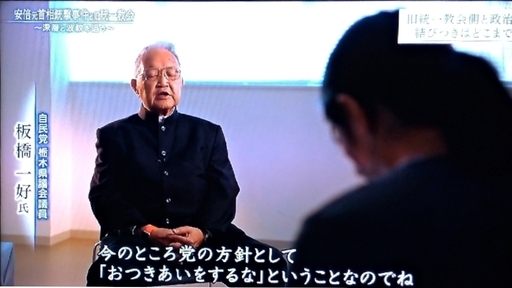 安倍元首相銃撃事件と旧統一教会
～深層と波紋を追う～
旧統一教会側と政治
結びつきはどこまで
自民党 栃木県議会議員
板橋一好氏
今のところ党の方針として
「おつきあいをするな」ということなのでね